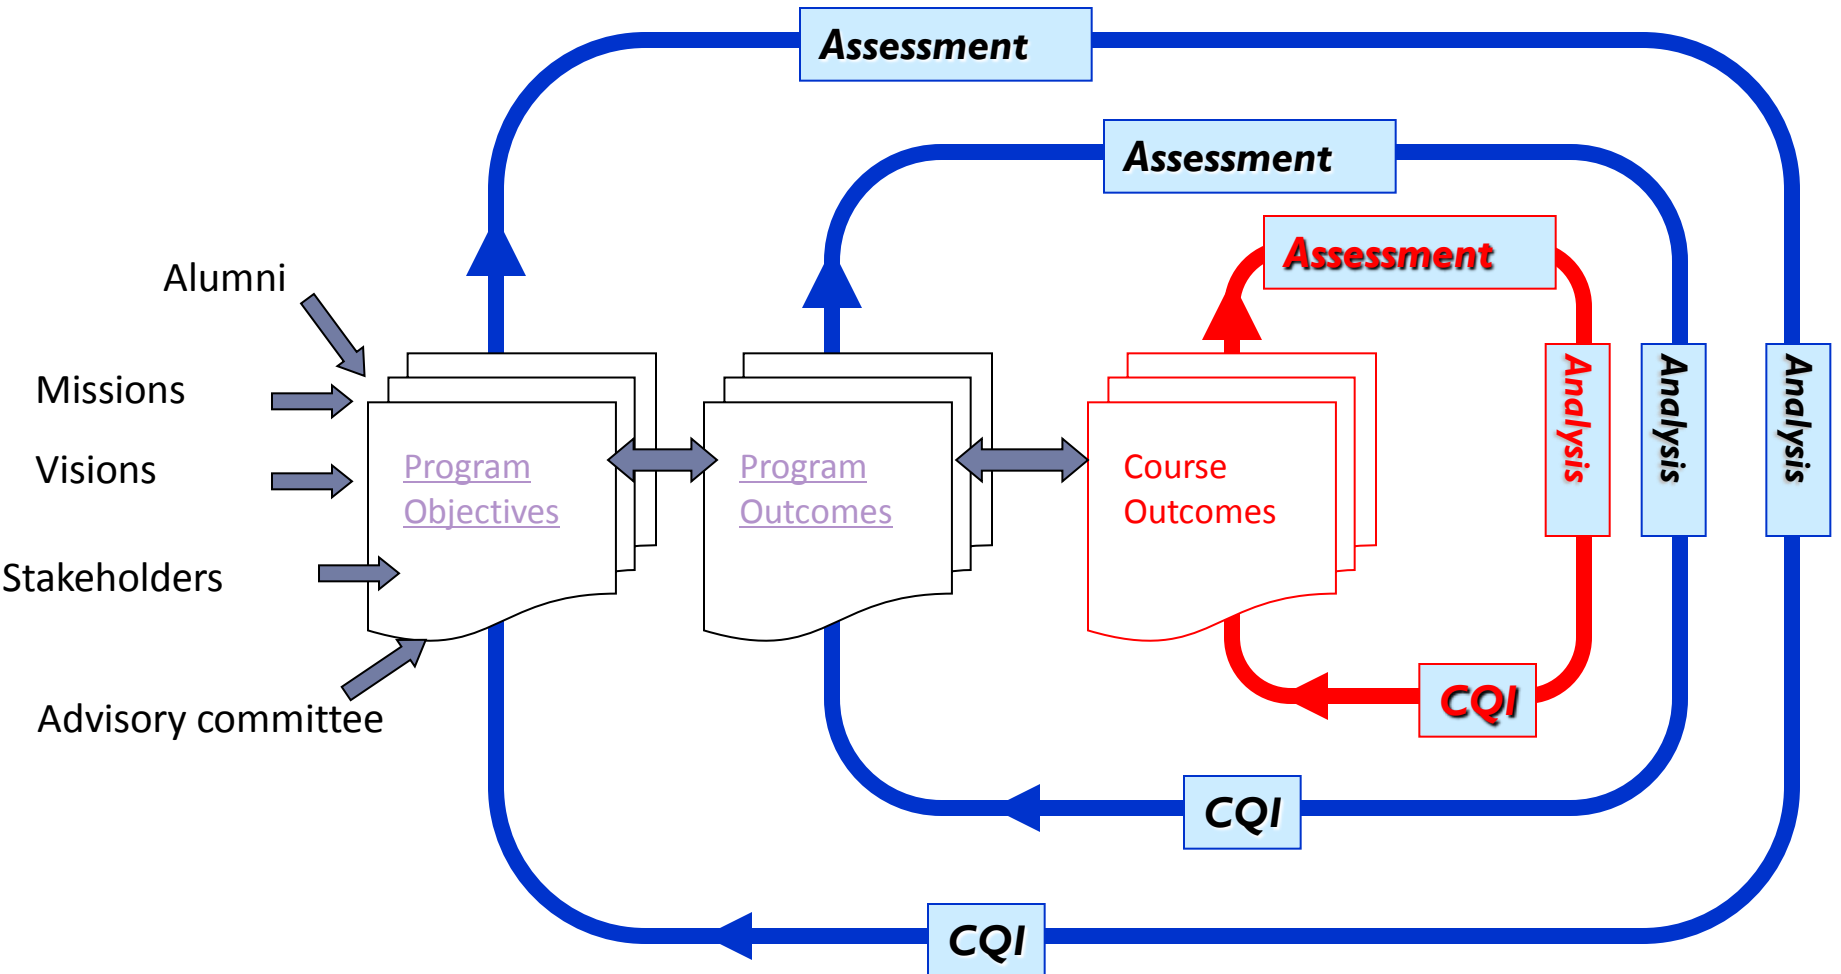 Assessment
Assessment
Assessment
Alumni
Missions
Visions
Stakeholders
Advisory committee
Program
Objectives
Program
Outcomes
Course
Outcomes
Analysis
Analysis
Analysis
CQI
CQI
CQI